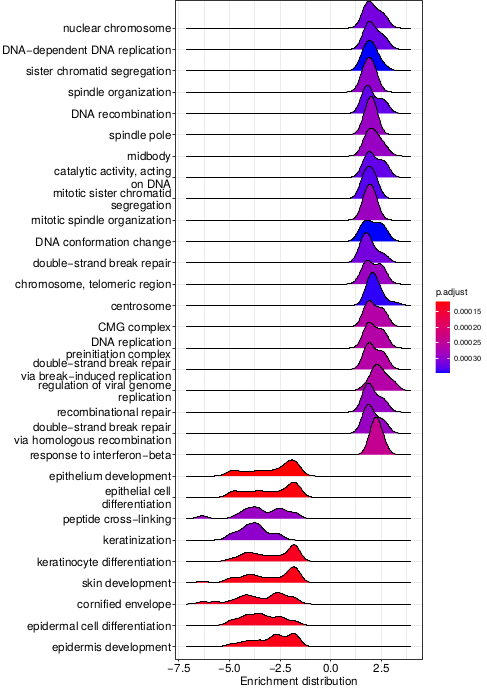 nuclear chromosome
DNA−dependent DNA replication
sister chromatid segregation
spindle organization
DNA recombination
spindle pole
midbody
catalytic activity, acting
on DNA
mitotic sister chromatid
segregation
mitotic spindle organization
DNA conformation change
double−strand break repair
chromosome, telomeric region
centrosome
CMG complex
DNA replication
preinitiation complex
double−strand break repair
via break−induced replication
regulation of viral genome
replication
recombinational repair
double−strand break repair
via homologous recombination
response to interferon−beta
epithelium development
epithelial cell
differentiation
peptide cross−linking
keratinization
keratinocyte differentiation
skin development
cornified envelope
epidermal cell differentiation
epidermis development
−7.5 −5.0 −2.5 0.0 2.5
Enrichment distribution
p.adjust
0.00015
0.00020
0.00025
0.00030